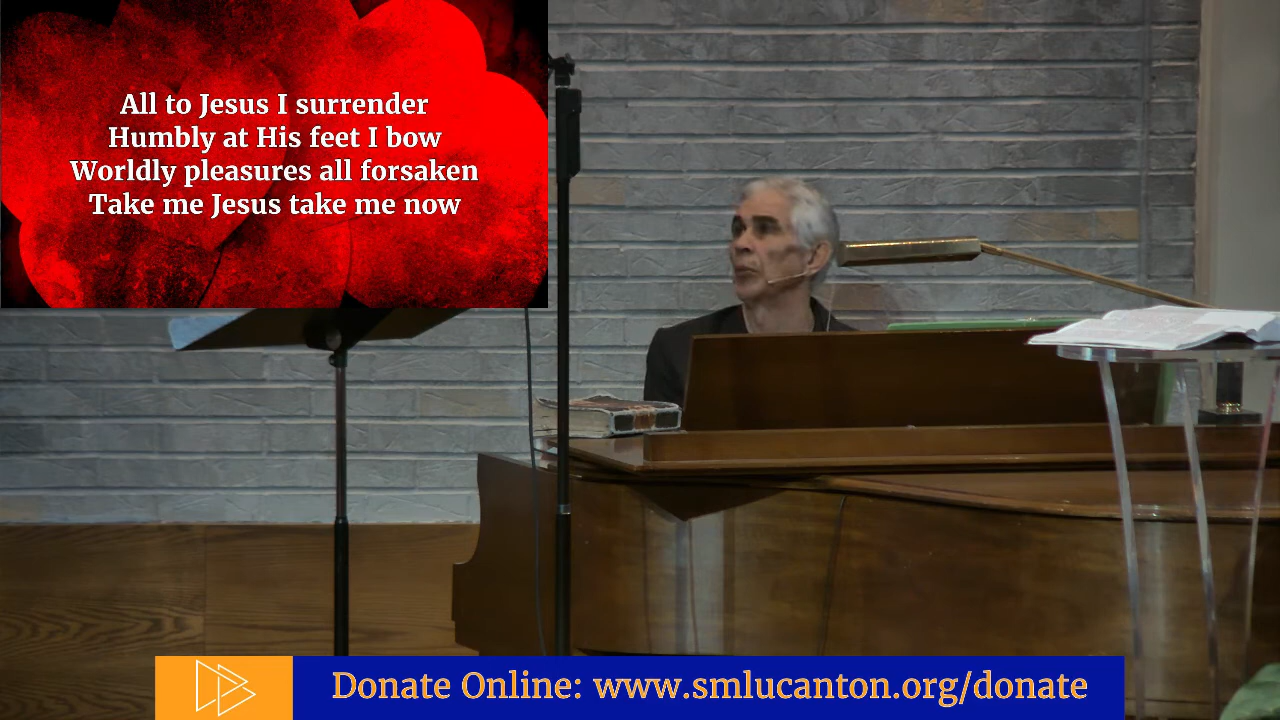 All to Jesus I surrender
Humbly at His feet I bow
Worldly pleasures all forsaken
Take me Jesus take me now
Donate Online: www.smlucanton.org/donate